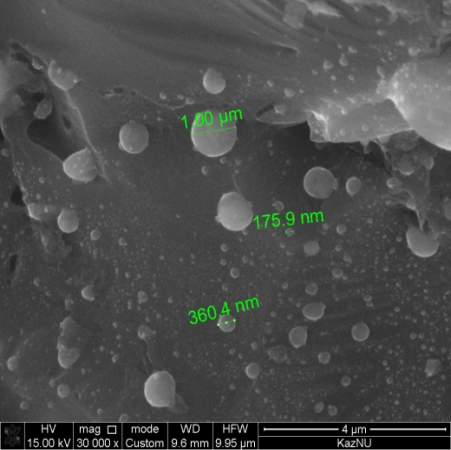 1.00 µm
175.9 nm
360.4 nm
HV mag □ mode WD HFW 4 µm
15.00 kV 30 000 x Custom 9.6 mm 9.95 µm KazNU